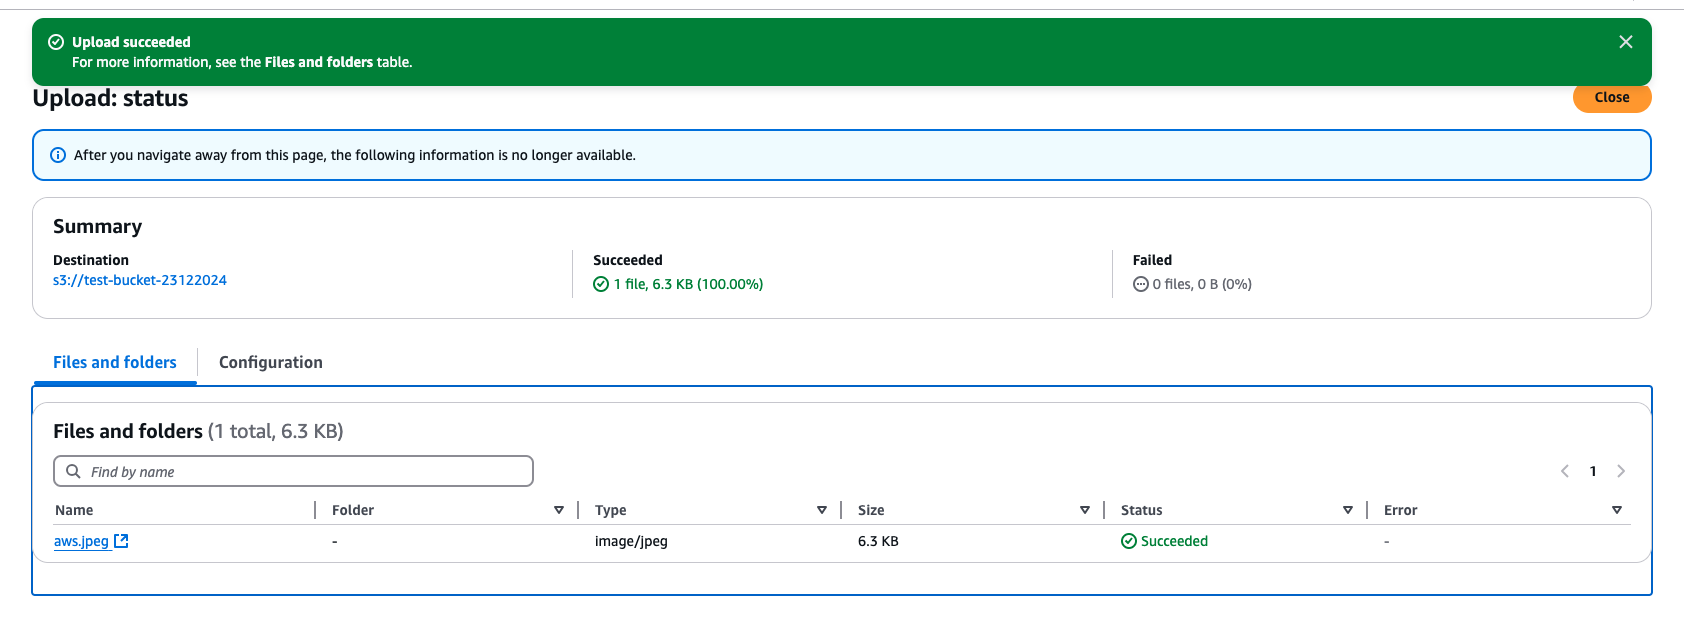 Upload succeeded
For more information, see the Files and folders table.
Upload: status
Close
After you navigate away from this page, the following information is no longer available.
Summary
Destination
s3://test-bucket-23122024
Succeeded
1 file, 6.3 KB (100.00%)
Failed
0 files, 0 B (0%)
Files and folders
Configuration
Files and folders (1 total, 6.3 KB)
Find by name
1
Name Folder Type Size Status Error
aws.jpeg - image/jpeg 6.3 KB Succeeded -